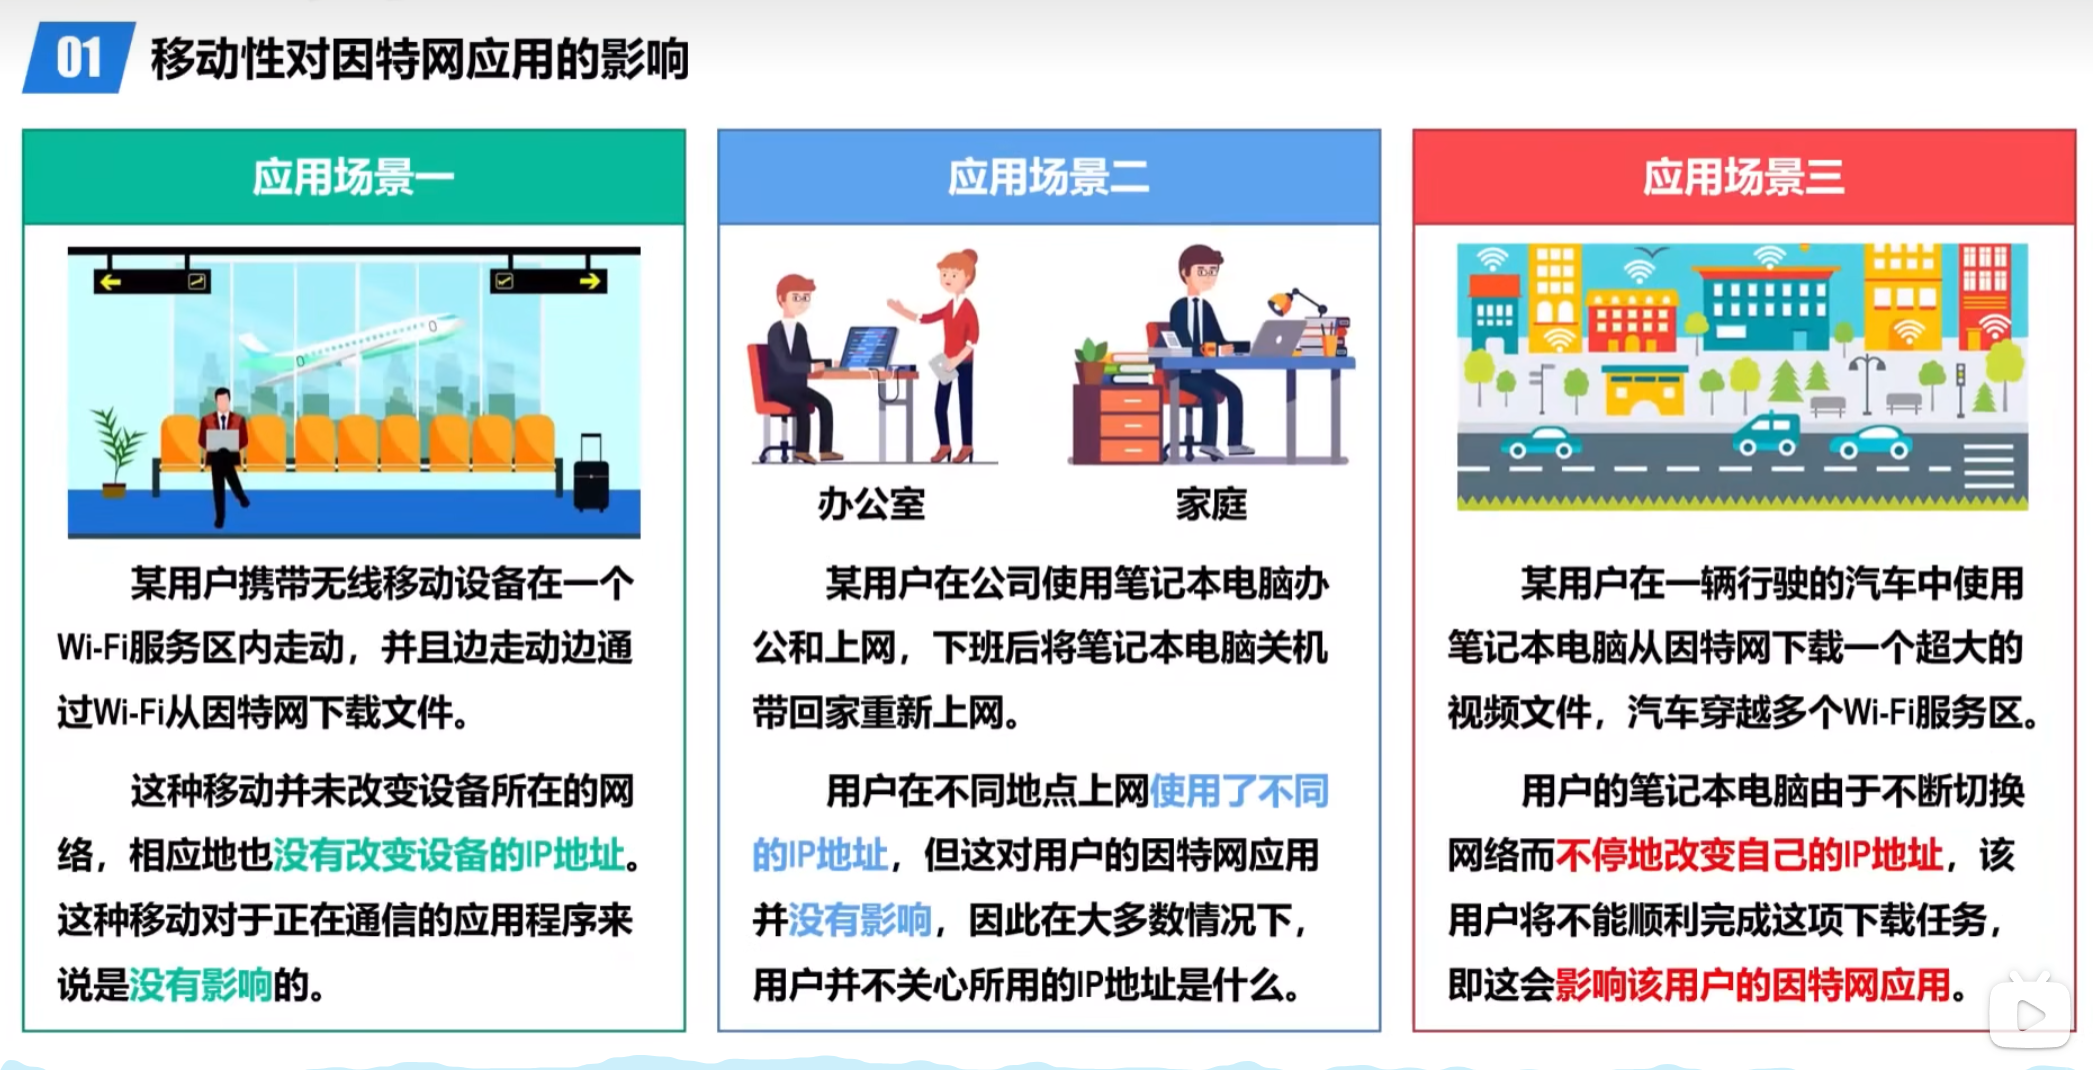 01 移动性对因特网应用的影响
应用场景一
某用户携带无线移动设备在一个
Wi-Fi服务区内走动，并且边走动边通
过Wi-Fi从因特网下载文件。
这种移动并未改变设备所在的网
络，相应地也没有改变设备的IP地址。
这种移动对于正在通信的应用程序来
说是没有影响的。
应用场景二
办公室
家庭
某用户在公司使用笔记本电脑办
公和上网，下班后将笔记本电脑关机
带回家重新上网。
用户在不同地点上网使用了不同
的IP地址，但这对用户的因特网应用
并没有影响，因此在大多数情况下，
用户并不关心所用的IP地址是什么。
应用场景三
某用户在一辆行驶的汽车中使用
笔记本电脑从因特网下载一个超大的
视频文件，汽车穿越多个Wi-Fi服务区。
用户的笔记本电脑由于不断切换
网络而不停地改变自己的IP地址，该
用户将不能顺利完成这项下载任务，
即这会影响该用户的因特网应用。